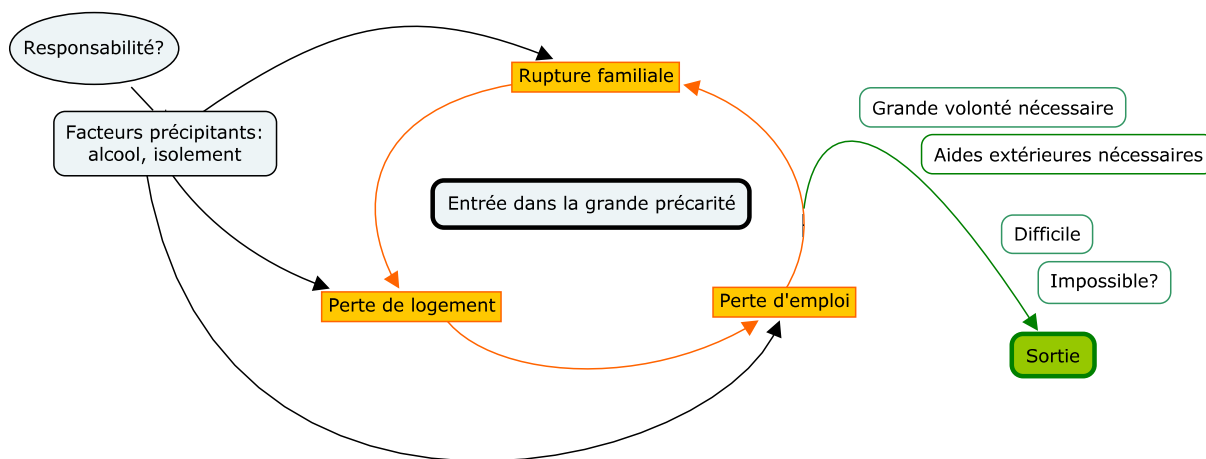 Responsabilité?
Facteurs précipitants:
alcool, isolement
Rupture familiale
Grande volonté nécessaire
Aides extérieures nécessaires
Entrée dans la grande précarité
Difficile
Impossible?
Perte de logement
Perte d'emploi
Sortie